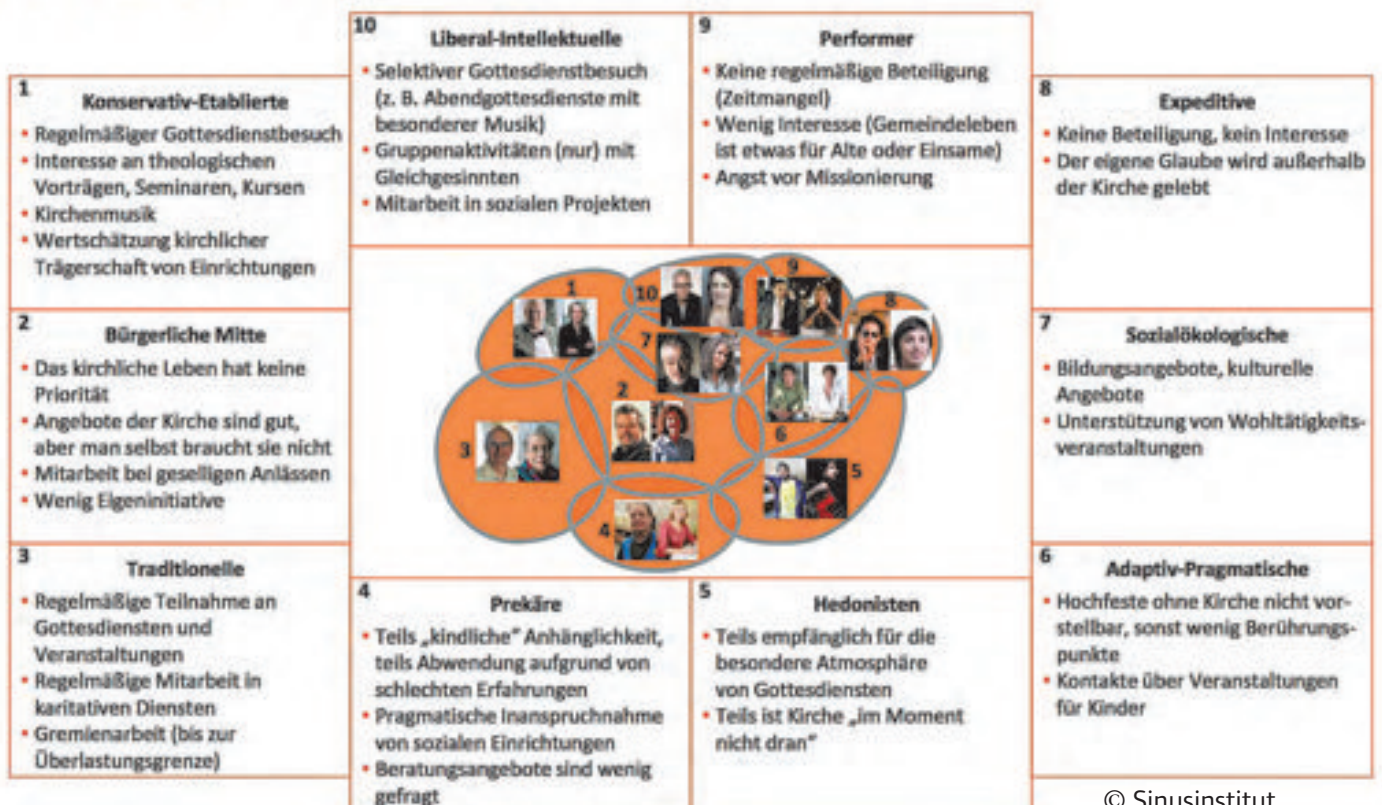 10
Liberal-Intellektuelle
• Selektiver Gottesdienstbesuch
(z. B. Abendgottesdienste mit
besonderer Musik)
• Gruppenaktivitäten (nur) mit
Gleichgesinnten
• Mitarbeit in sozialen Projekten
9
Performer
• Keine regelmäßige Beteiligung
(Zeitmangel)
• Wenig Interesse (Gemeindeleben
ist etwas für Alte oder Einsame)
• Angst vor Missionierung
1
Konservativ-Etablierte
• Regelmäßiger Gottesdienstbesuch
• Interesse an theologischen
Vorträgen, Seminaren, Kursen
• Kirchenmusik
• Wertschätzung kirchlicher
Trägerschaft von Einrichtungen
8
Expeditive
• Keine Beteiligung, kein Interesse
• Der eigene Glaube wird außerhalb
der Kirche gelebt
2
Bürgerliche Mitte
• Das kirchliche Leben hat keine
Priorität
• Angebote der Kirche sind gut,
aber man selbst braucht sie nicht
• Mitarbeit bei geselligen Anlässen
• Wenig Eigeninitiative
1
10
9
8
7
2
3
6
5
4
7
Sozialökologische
• Bildungsangebote, kulturelle
Angebote
• Unterstützung von Wohltätigkeits-
veranstaltungen
3
Traditionelle
• Regelmäßige Teilnahme an
Gottesdiensten und
Veranstaltungen
• Regelmäßige Mitarbeit in
karitativen Diensten
• Gremienarbeit (bis zur
Überlastungsgrenze)
4
Prekäre
• Teils „kindliche" Anhänglichkeit,
teils Abwendung aufgrund von
schlechten Erfahrungen
• Pragmatische Inanspruchnahme
von sozialen Einrichtungen
• Beratungsangebote sind wenig
gefragt
5
Hedonisten
• Teils empfänglich für die
besondere Atmosphäre
von Gottesdiensten
• Teils ist Kirche „im Moment
nicht dran"
6
Adaptiv-Pragmatische
• Hochfeste ohne Kirche nicht vor-
stellbar, sonst wenig Berührungs-
punkte
• Kontakte über Veranstaltungen
für Kinder
© Sinusinstitut